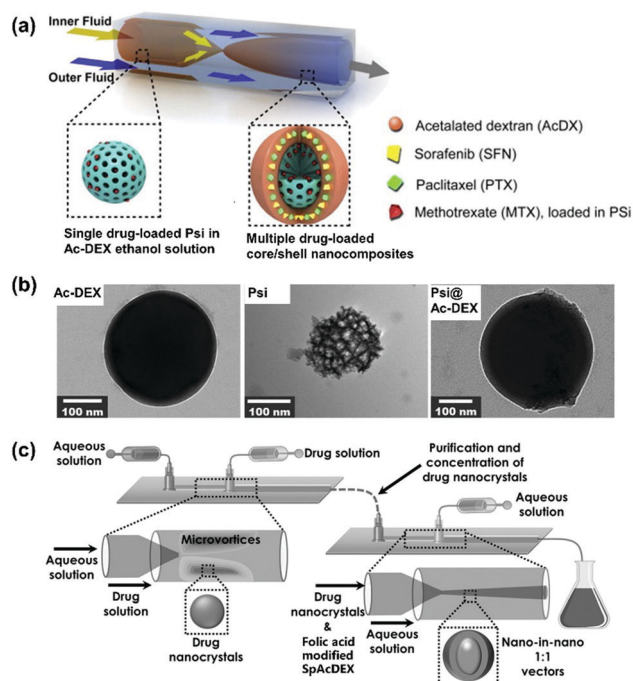 (a)
Inner Fluid
Outer Fluid
Single drug-loaded Psi in
Ac-DEX ethanol solution
Multiple drug-loaded
core/shell nanocomposites
Acetalated dextran (AcDX)
Sorafenib (SFN)
Paclitaxel (PTX)
Methotrexate (MTX), loaded in PSi
(b)
Ac-DEX
100 nm
Psi
100 nm
Psi@
Ac-DEX
100 nm
(c)
Aqueous
solution
Drug solution
Purification and
concentration of
drug nanocrystals
Aqueous
solution
Microvortices
Aqueous
solution
Drug
solution
Drug
nanocrystals
Drug
nanocrystals
&
Folic acid
modified
SpAcDEX
Aqueous
solution
Nano-in-nano
1:1
vectors